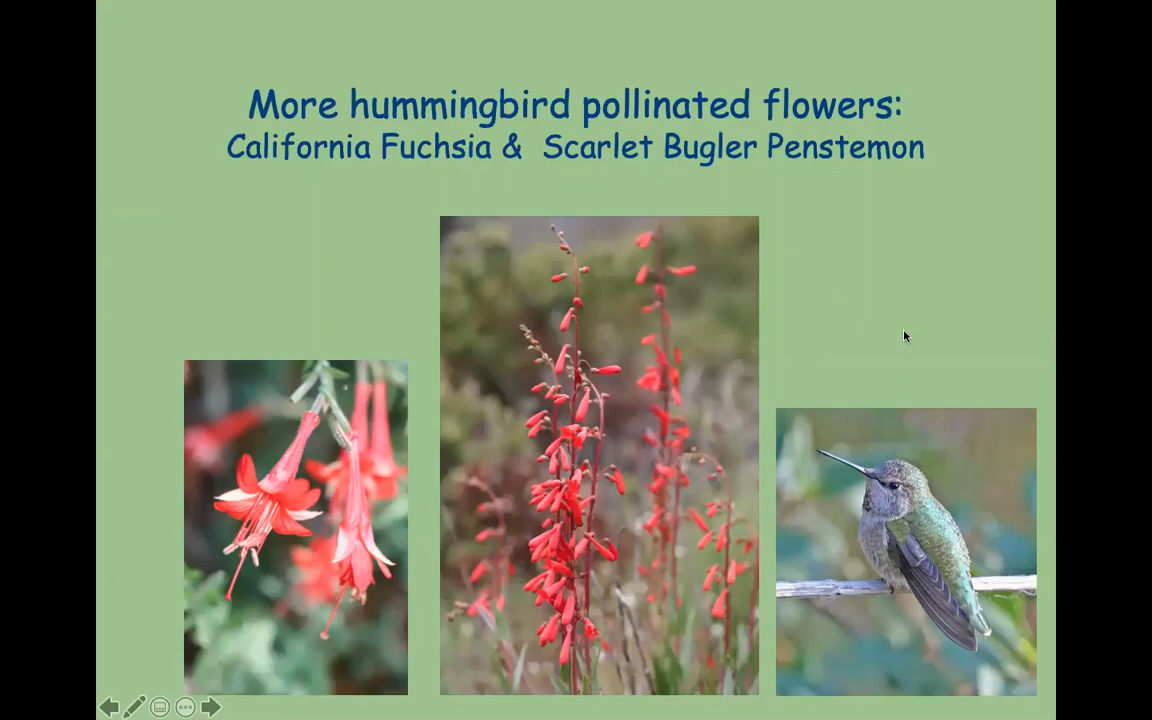 More hummingbird pollinated flowers:
California Fuchsia & Scarlet Bugler Penstemon